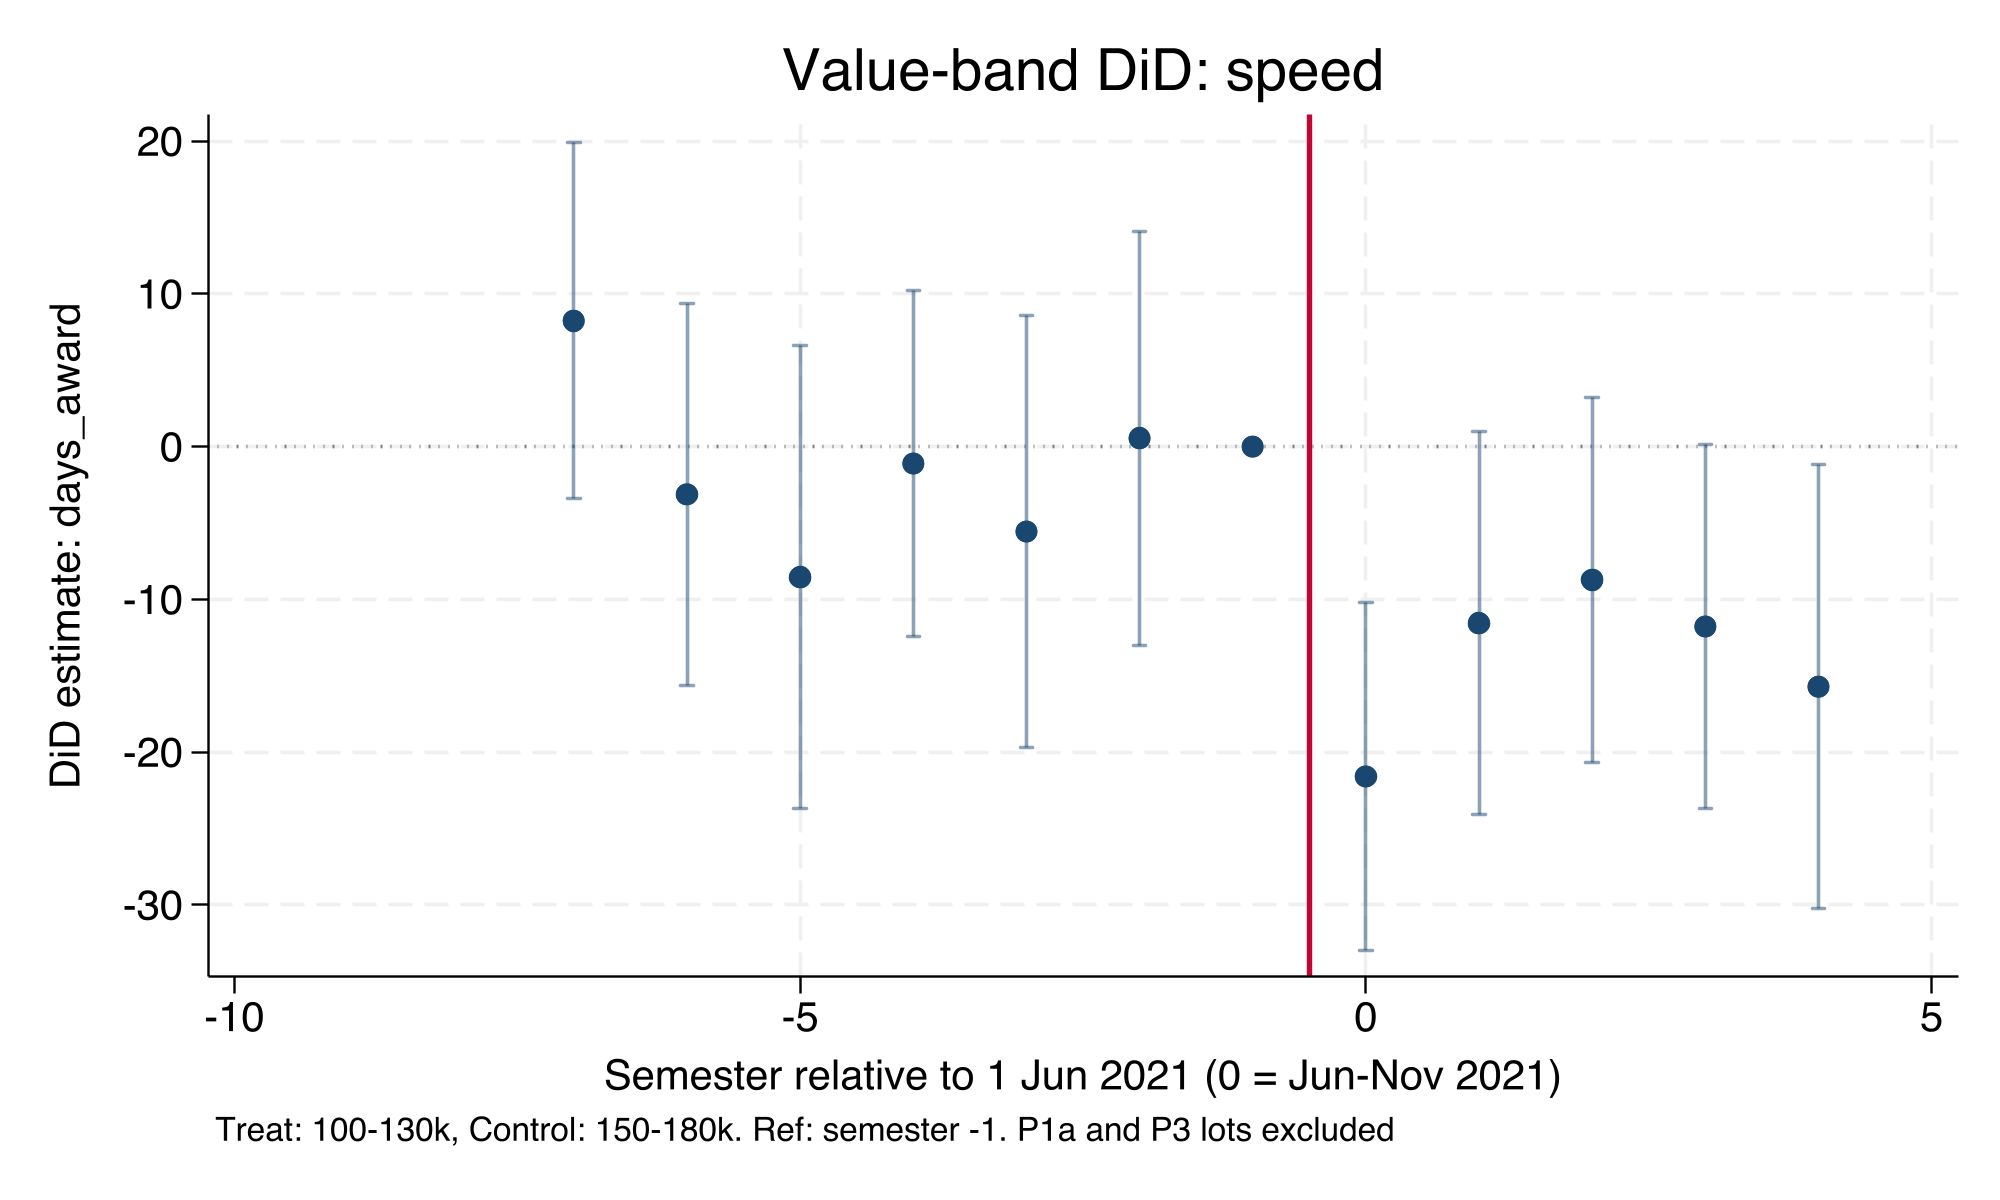 Value-band DiD: speed
DiD estimate: days_award
20
10
0
-10
-20
-30
-10
-5
0
5
Semester relative to 1 Jun 2021 (0 = Jun-Nov 2021)
Treat: 100-130k, Control: 150-180k. Ref: semester -1. P1a and P3 lots excluded